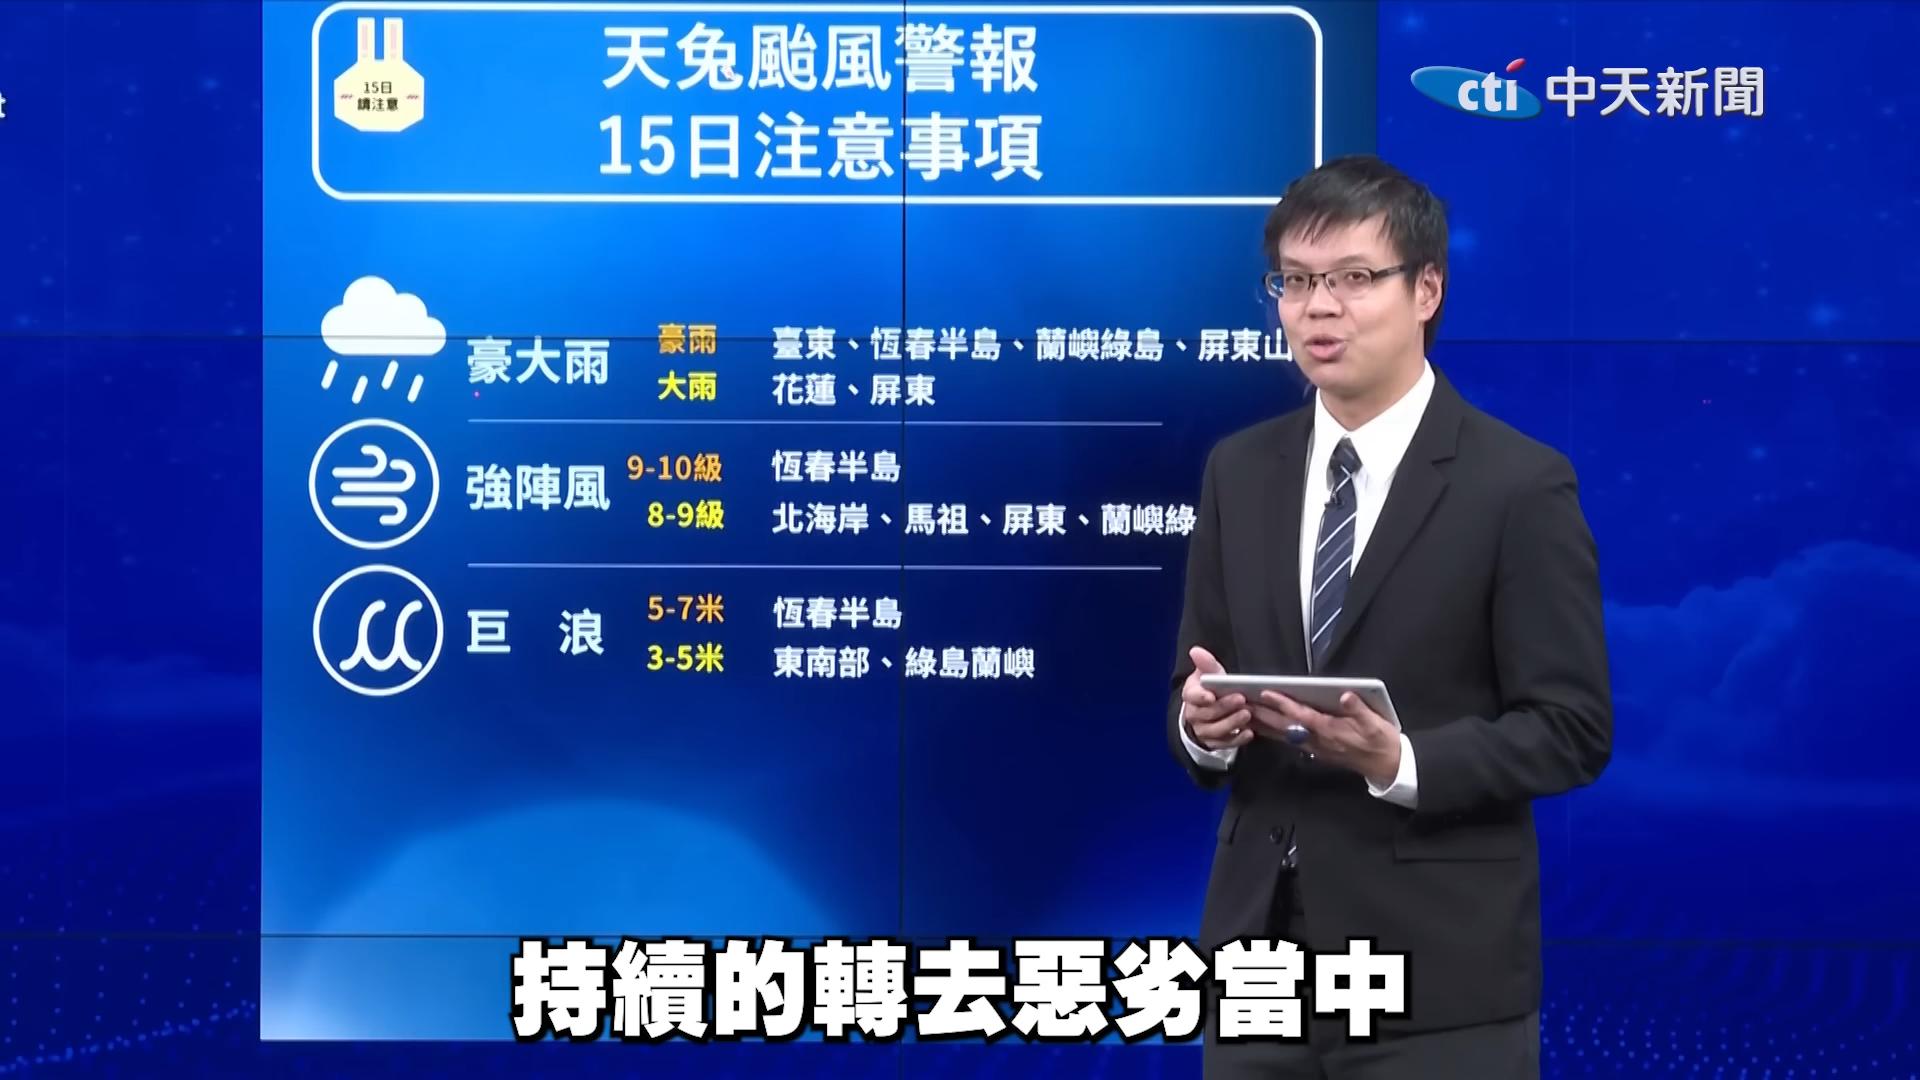 天兔颱風警報
15日注意事項
15日
請注意
cti 中天新聞
豪大雨
豪雨 臺東、恆春半島、蘭嶼綠島、屏東山
大雨 花蓮、屏東
強陣風
9-10級 恆春半島
8-9級 北海岸、馬祖、屏東、蘭嶼綠
巨 浪
5-7米 恆春半島
3-5米 東南部、綠島蘭嶼
持續的轉去惡劣當中